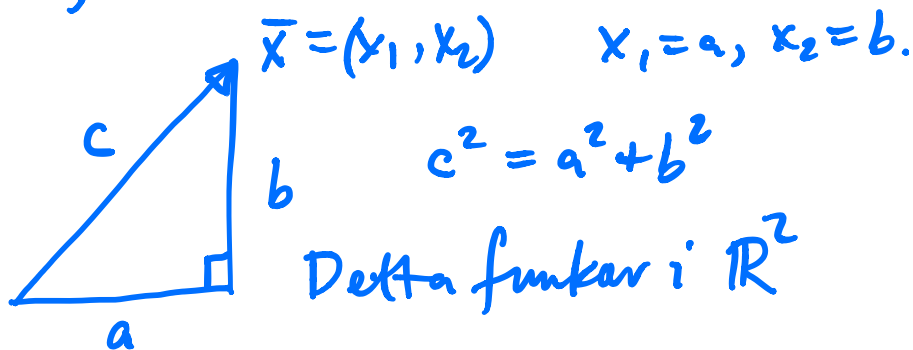 x̄ = (x₁, x₂)    x₁ = a, x₂ = b.
c
c² = a² + b²
b
Detta funkar i ℝ²
a